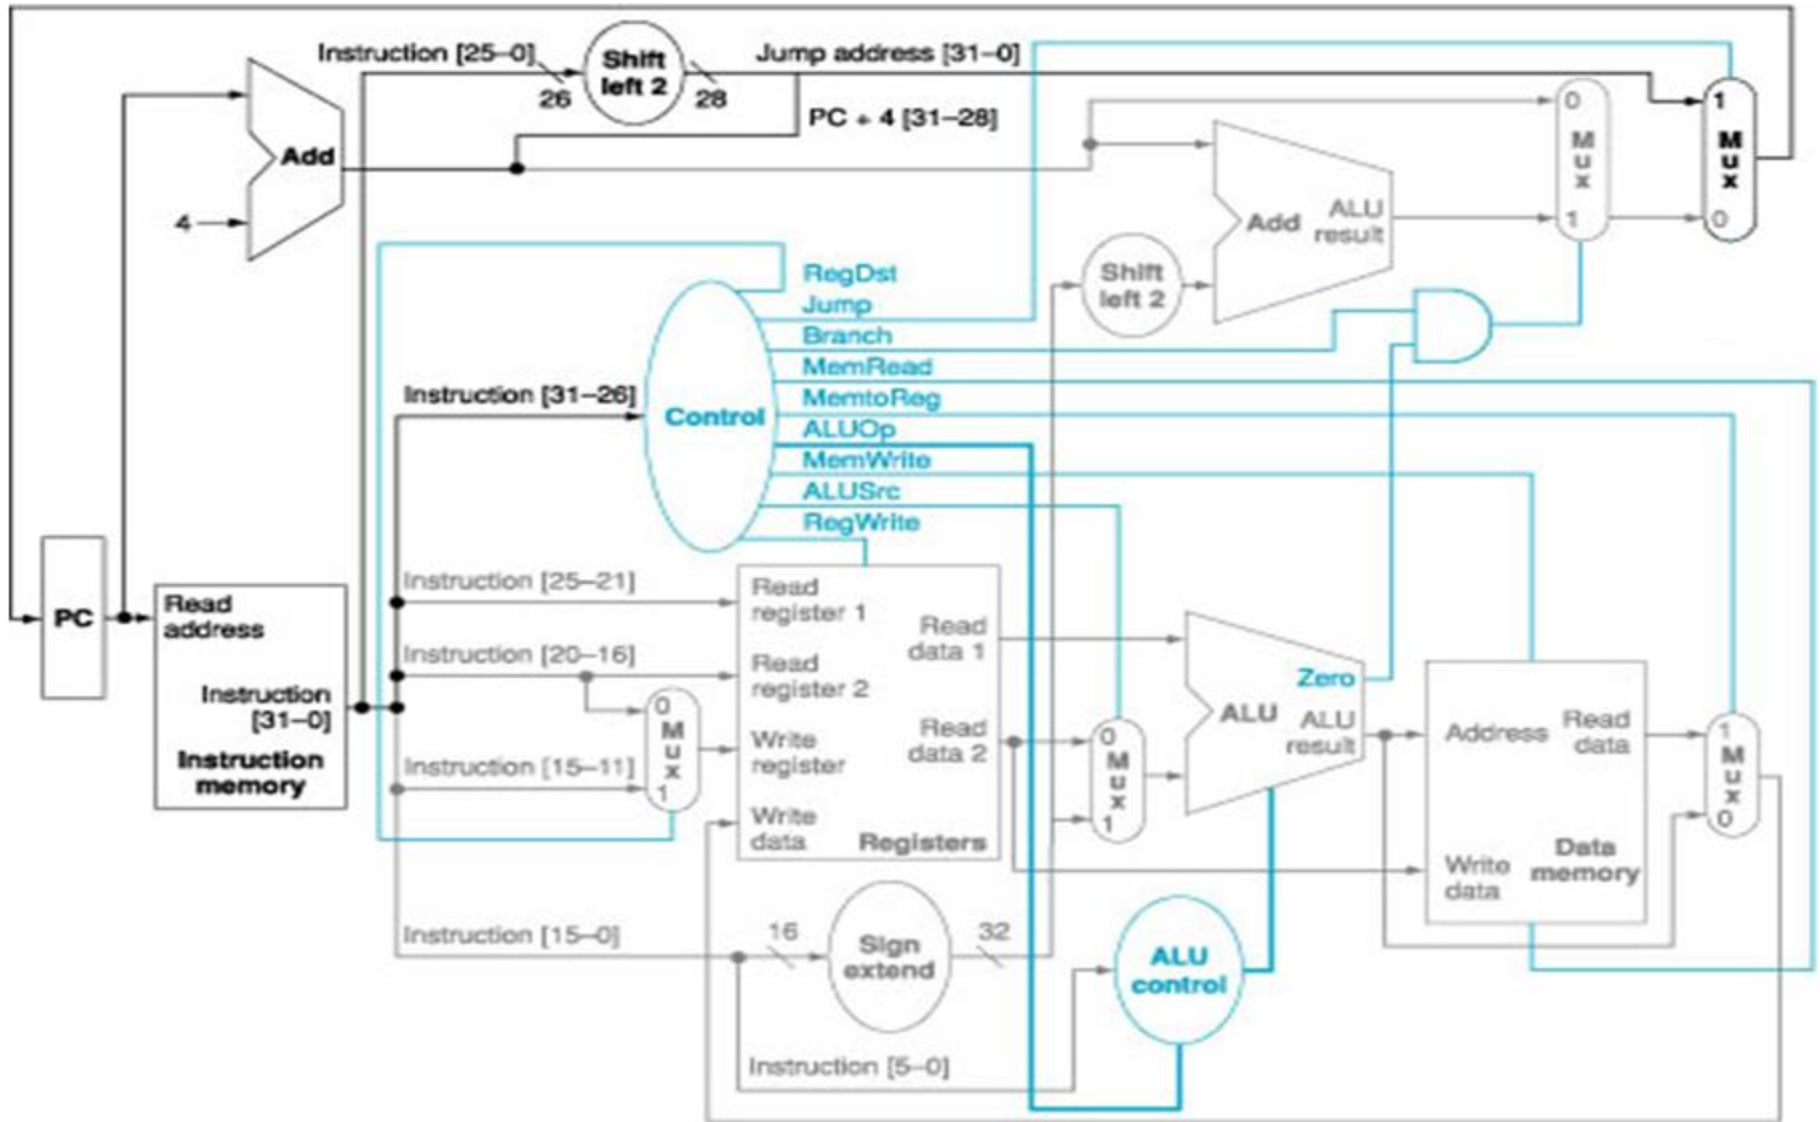 Instruction [25–0]
Shift
left 2
Jump address [31–0]
26
28
PC + 4 [31–28]
Add
4
0
M
u
x
1
1
M
u
x
0
Add
ALU
result
Shift
left 2
RegDst
Jump
Branch
MemRead
MemtoReg
ALUOp
MemWrite
ALUSrc
RegWrite
Control
Instruction [31–26]
PC
Read
address
Instruction
[31–0]
Instruction
memory
Instruction [25–21]
Instruction [20–16]
Instruction [15–11]
0
M
u
x
1
Read
register 1
Read
register 2
Write
register
Write
data
Read
data 1
Read
data 2
Registers
0
M
u
x
1
Zero
ALU
ALU
result
Address
Read
data
Write
data
Data
memory
1
M
u
x
0
Instruction [15–0]
16
Sign
extend
32
ALU
control
Instruction [5–0]